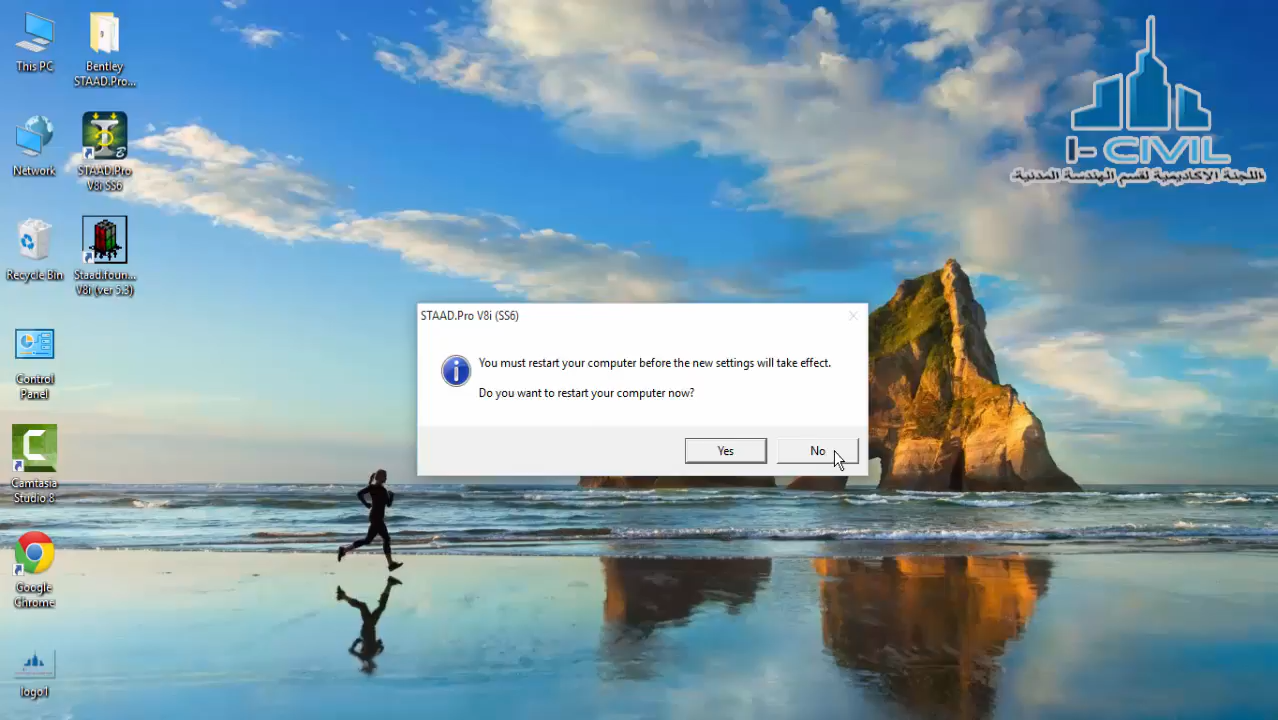 This PC
Bentley
STAAD.Pro...
Network
STAAD.Pro
V8i SS6
Recycle Bin
Staad.foun...
V8i (ver 5.3)
Control
Panel
Camtasia
Studio 8
Google
Chrome
logo1
I-CIVIL
اللجنة الاكاديمية لقسم الهندسة المدنية
STAAD.Pro V8i (SS6)
You must restart your computer before the new settings will take effect.
Do you want to restart your computer now?
Yes
No